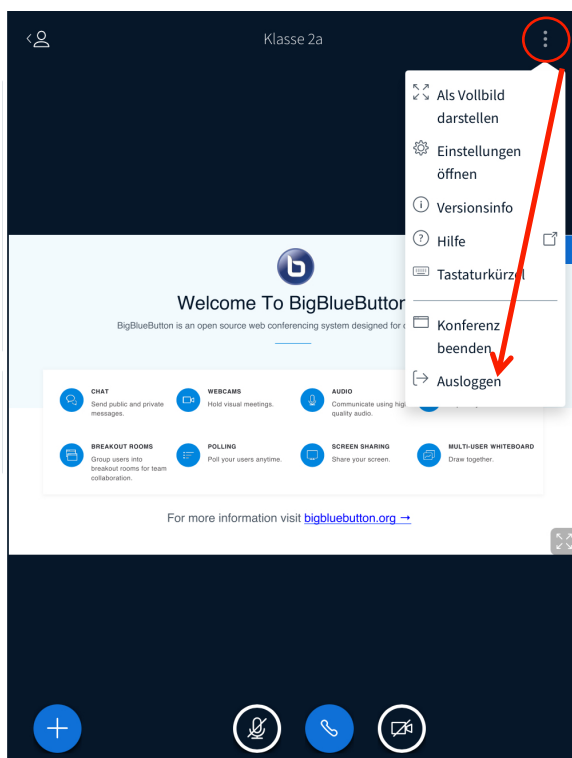 Klasse 2a
Als Vollbild
darstellen
Einstellungen
öffnen
Versionsinfo
Hilfe
Tastaturkürzel
Konferenz
beenden
Ausloggen
Welcome To BigBlueButton
BigBlueButton is an open source web conferencing system designed for
CHAT
Send public and private
messages.
WEBCAMS
Hold visual meetings.
AUDIO
Communicate using high
quality audio.
BREAKOUT ROOMS
Group users into
breakout rooms for team
collaboration.
POLLING
Poll your users anytime.
SCREEN SHARING
Share your screen.
MULTI-USER WHITEBOARD
Draw together.
For more information visit bigbluebutton.org →